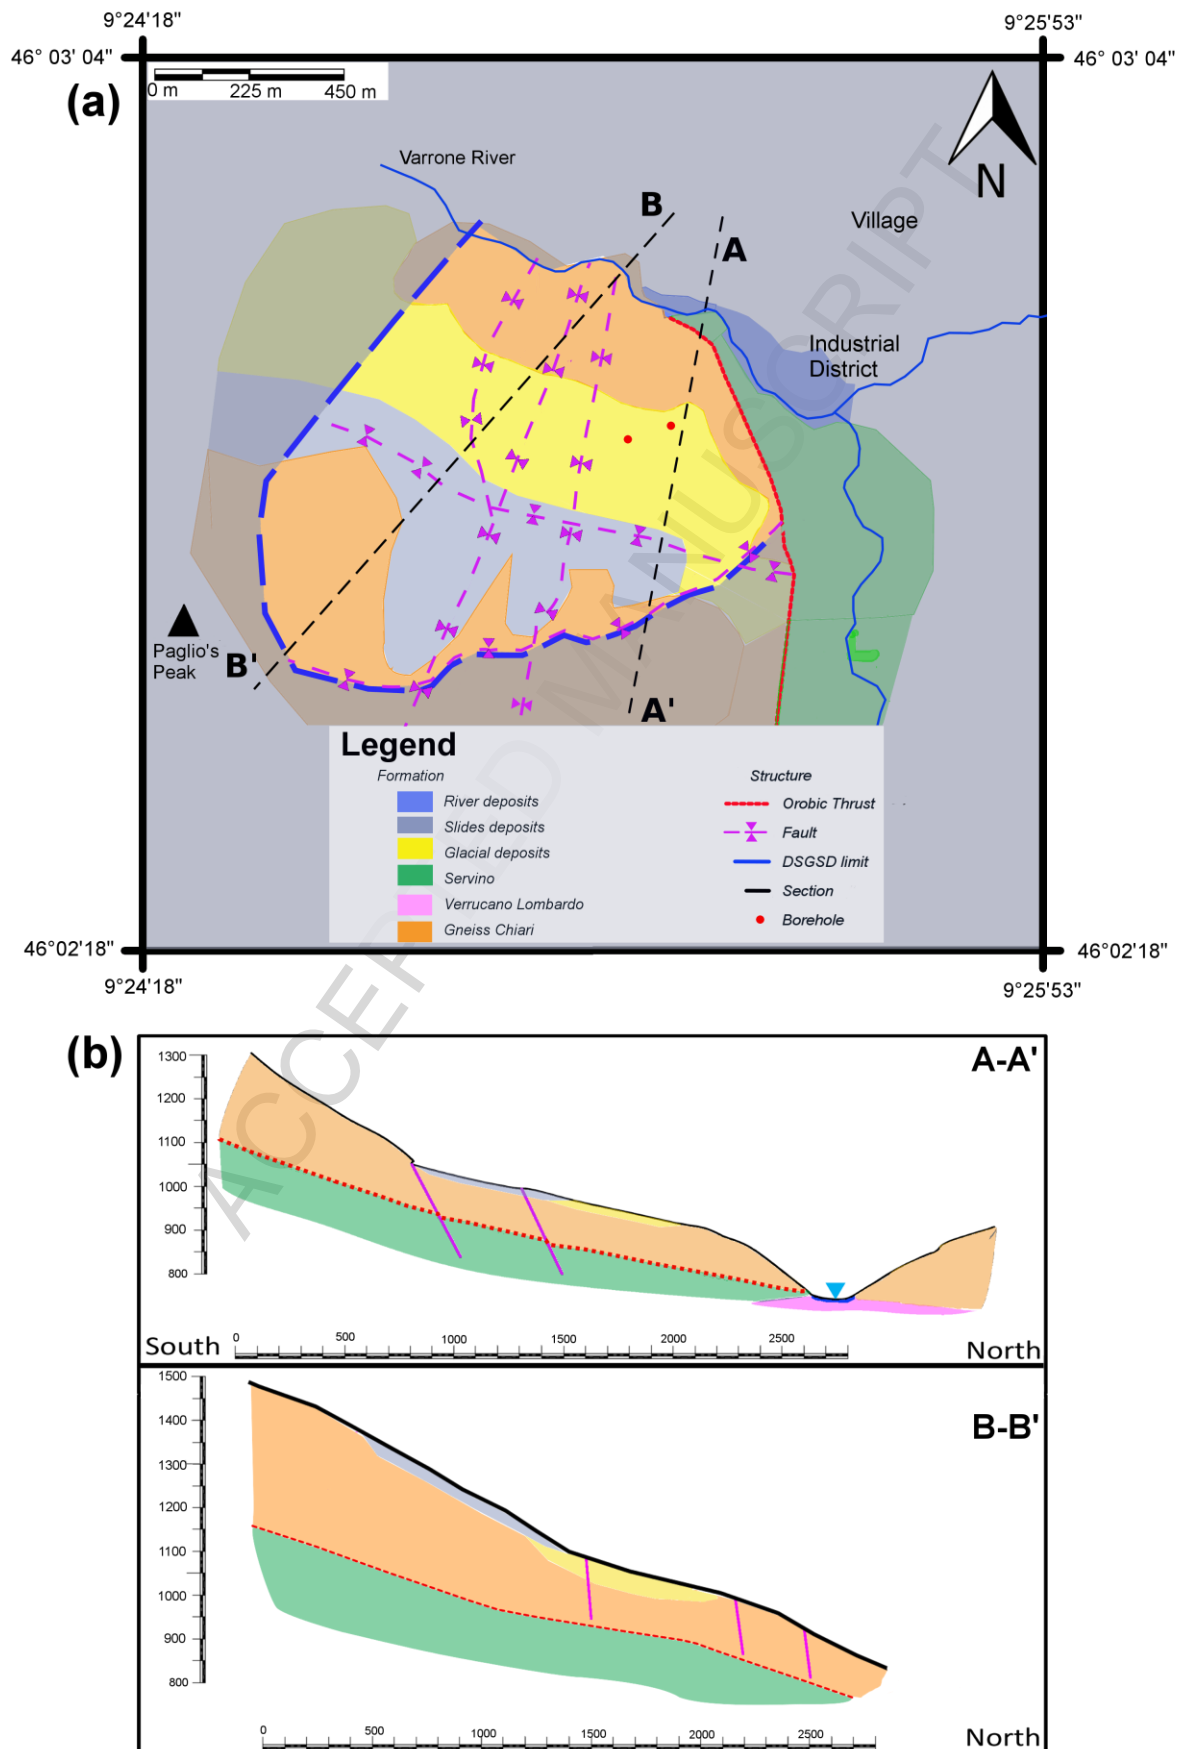 9°24'18"
9°25'53"
46° 03' 04"
46° 03' 04"
(a)
0 m 225 m 450 m
N
Varrone River
B
A
Village
Industrial
District
Paglio's
Peak
B'
A'
Legend
Formation
Structure
River deposits
Slides deposits
Glacial deposits
Servino
Verrucano Lombardo
Gneiss Chiari
Orobic Thrust
Fault
DSGSD limit
Section
Borehole
46°02'18"
46°02'18"
9°24'18"
9°25'53"
ACCEPTED MANUSCRIPT
(b)
A-A'
1300
1200
1100
1000
900
800
South
0 500 1000 1500 2000 2500
North
B-B'
1500
1400
1300
1200
1100
1000
900
800
0 500 1000 1500 2000 2500
North